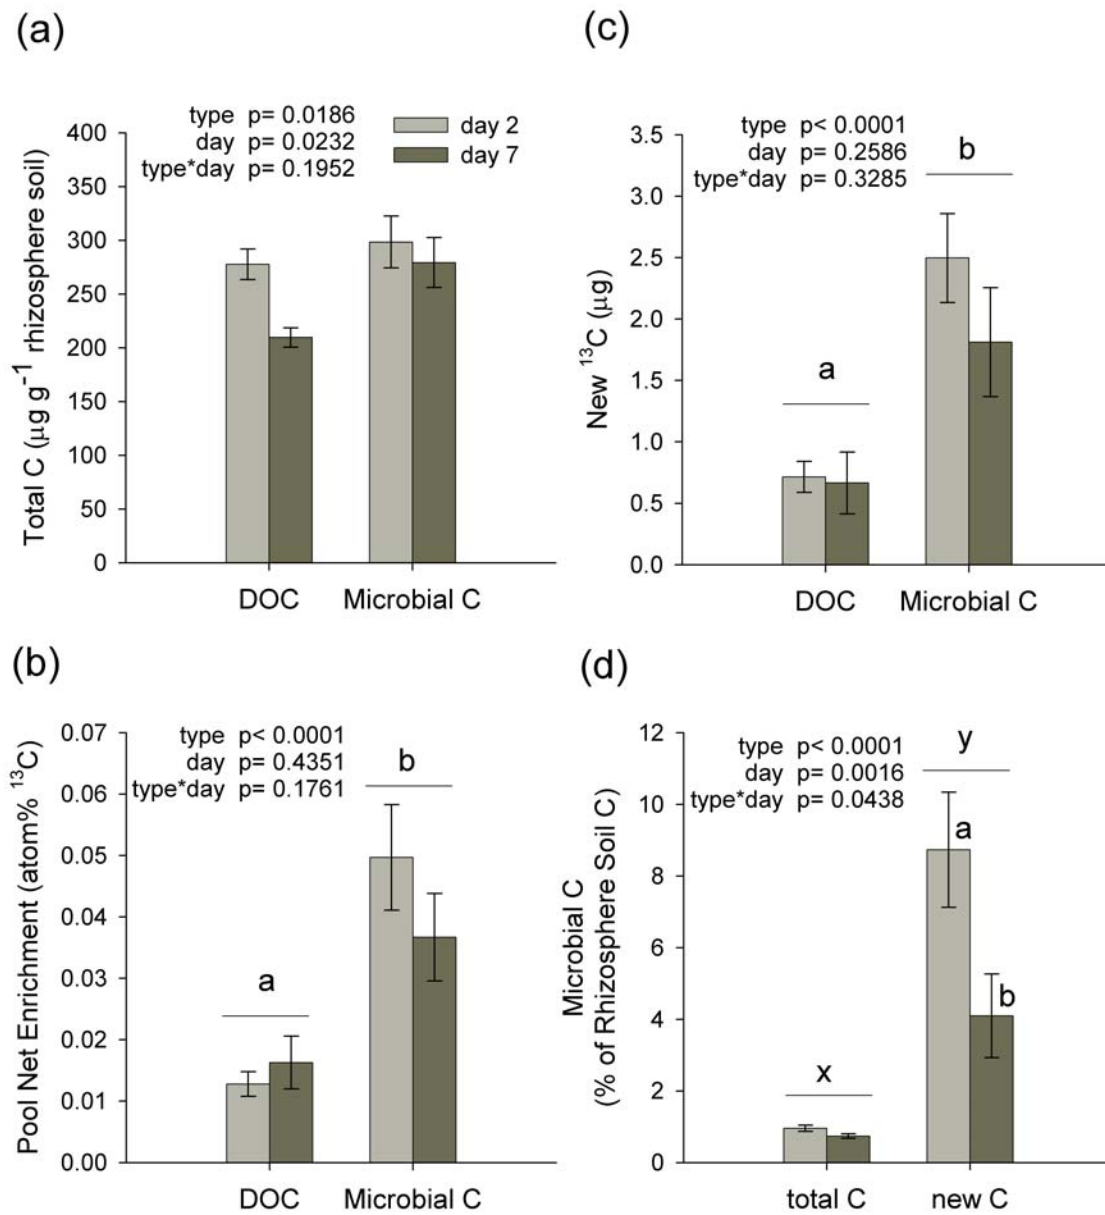 (a)
type p= 0.0186
day p= 0.0232
type*day p= 0.1952
day 2
day 7
Total C (μg g⁻¹ rhizosphere soil)
400
350
300
250
200
150
100
50
0
DOC
Microbial C
(c)
type p< 0.0001
day p= 0.2586
type*day p= 0.3285
New ¹³C (μg)
3.5
3.0
2.5
2.0
1.5
1.0
0.5
0.0
a
b
DOC
Microbial C
(b)
type p< 0.0001
day p= 0.4351
type*day p= 0.1761
Pool Net Enrichment (atom% ¹³C)
0.07
0.06
0.05
0.04
0.03
0.02
0.01
0.00
a
b
DOC
Microbial C
(d)
type p< 0.0001
day p= 0.0016
type*day p= 0.0438
Microbial C
(% of Rhizosphere Soil C)
12
10
8
6
4
2
0
x
y
a
b
total C
new C